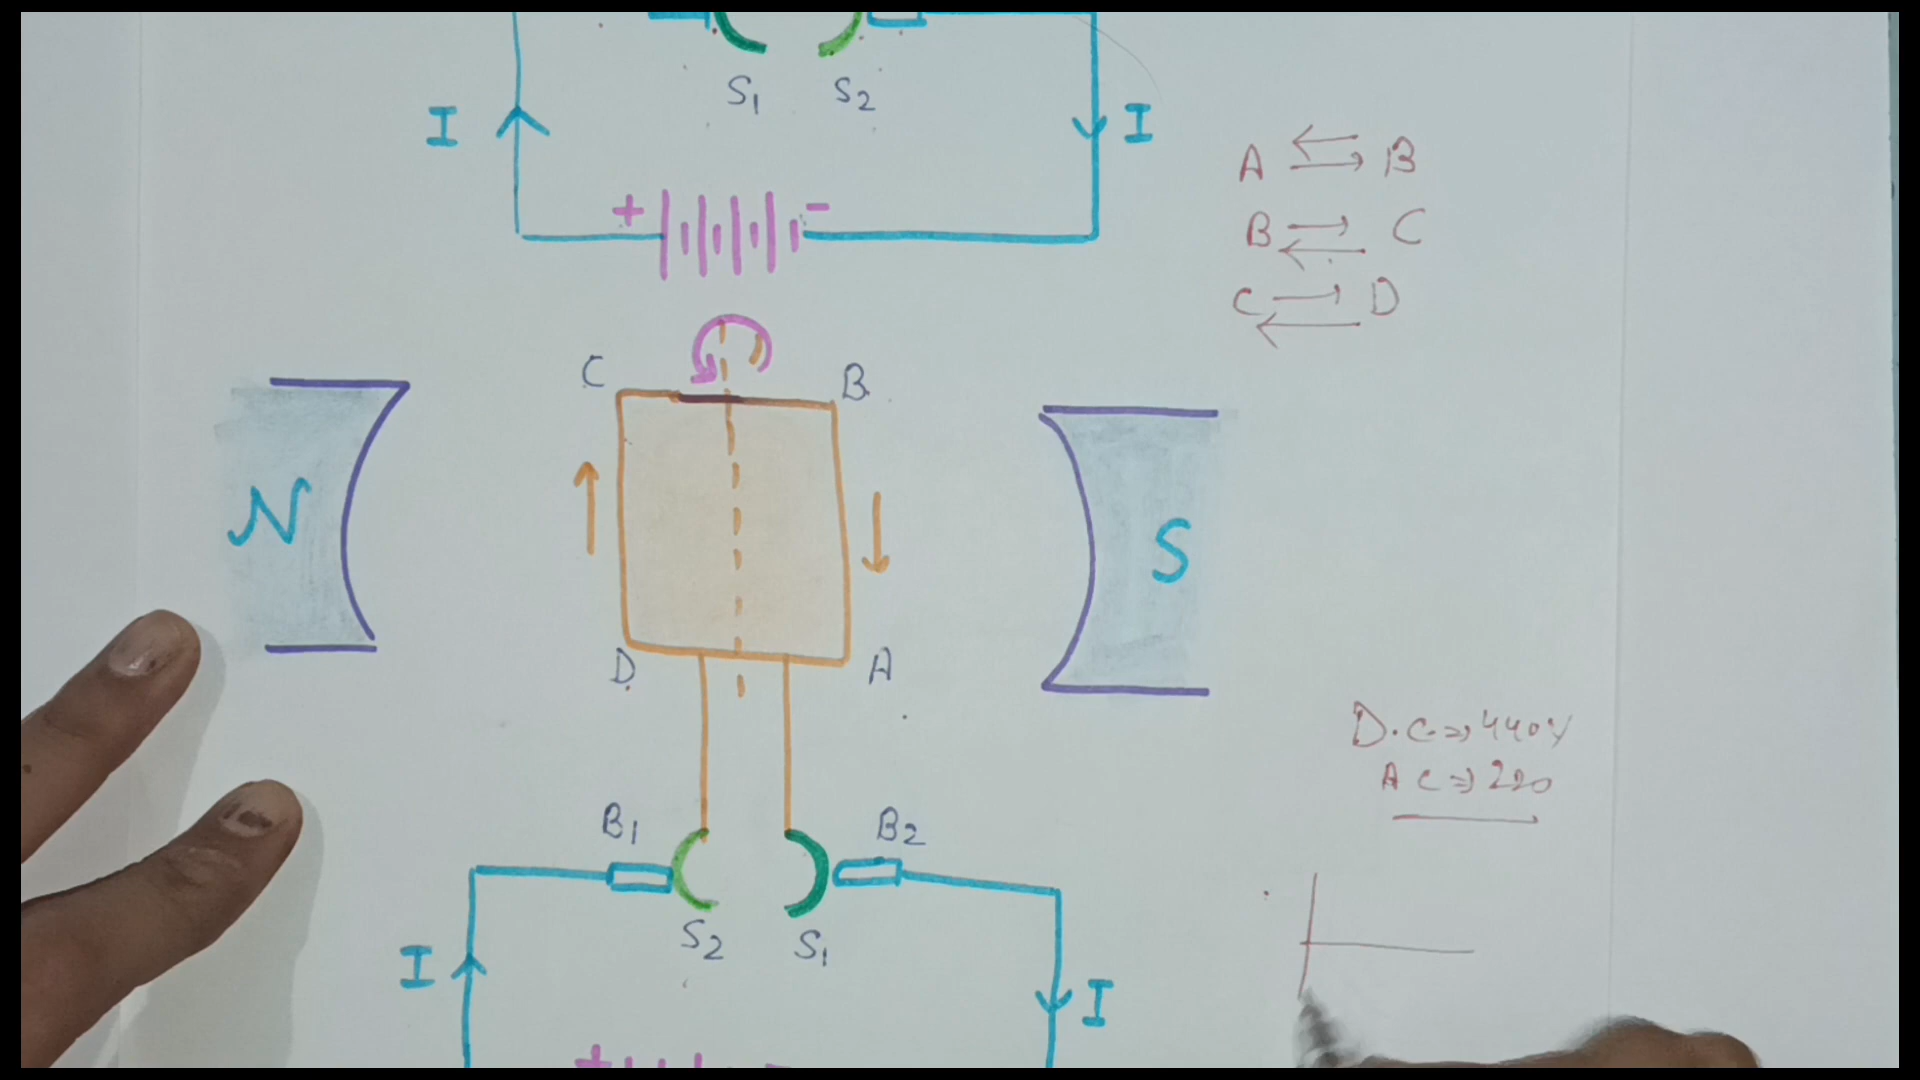 S1 S2
I I
+ -
A ⇄ B
B ⇄ C
C ⇄ D
C B
N S
D A
D.C ⇒ 440V
A C ⇒ 220
B1 B2
S2 S1
I I
+ -